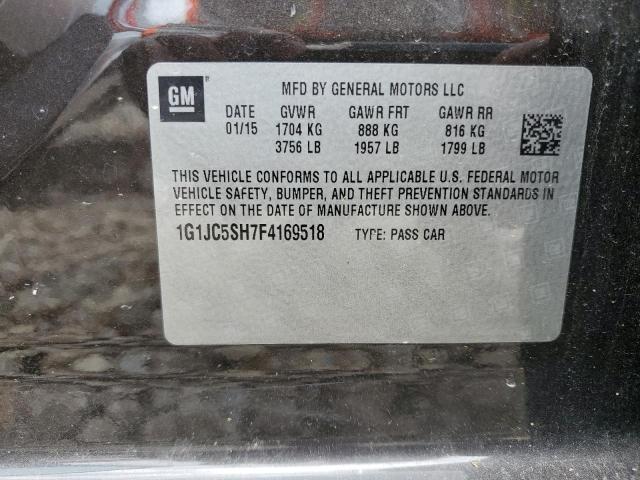 GM
MFD BY GENERAL MOTORS LLC
DATE GVWR GAWR FRT GAWR RR
01/15 1704 KG 888 KG 816 KG
3756 LB 1957 LB 1799 LB
THIS VEHICLE CONFORMS TO ALL APPLICABLE U.S. FEDERAL MOTOR
VEHICLE SAFETY, BUMPER, AND THEFT PREVENTION STANDARDS IN
EFFECT ON THE DATE OF MANUFACTURE SHOWN ABOVE.
1G1JC5SH7F4169518 TYPE: PASS CAR